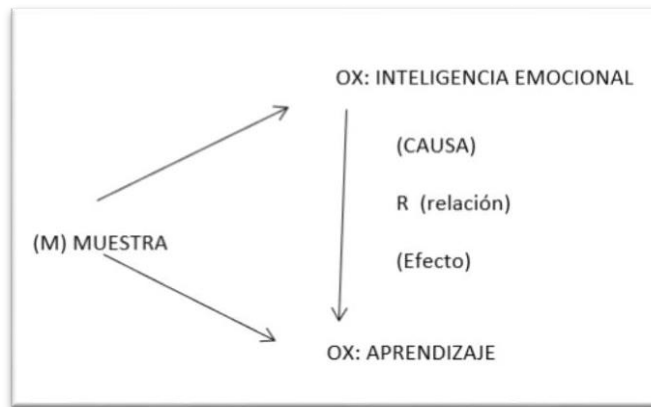 OX: INTELIGENCIA EMOCIONAL
(CAUSA)
R (relación)
(M) MUESTRA
(Efecto)
OX: APRENDIZAJE